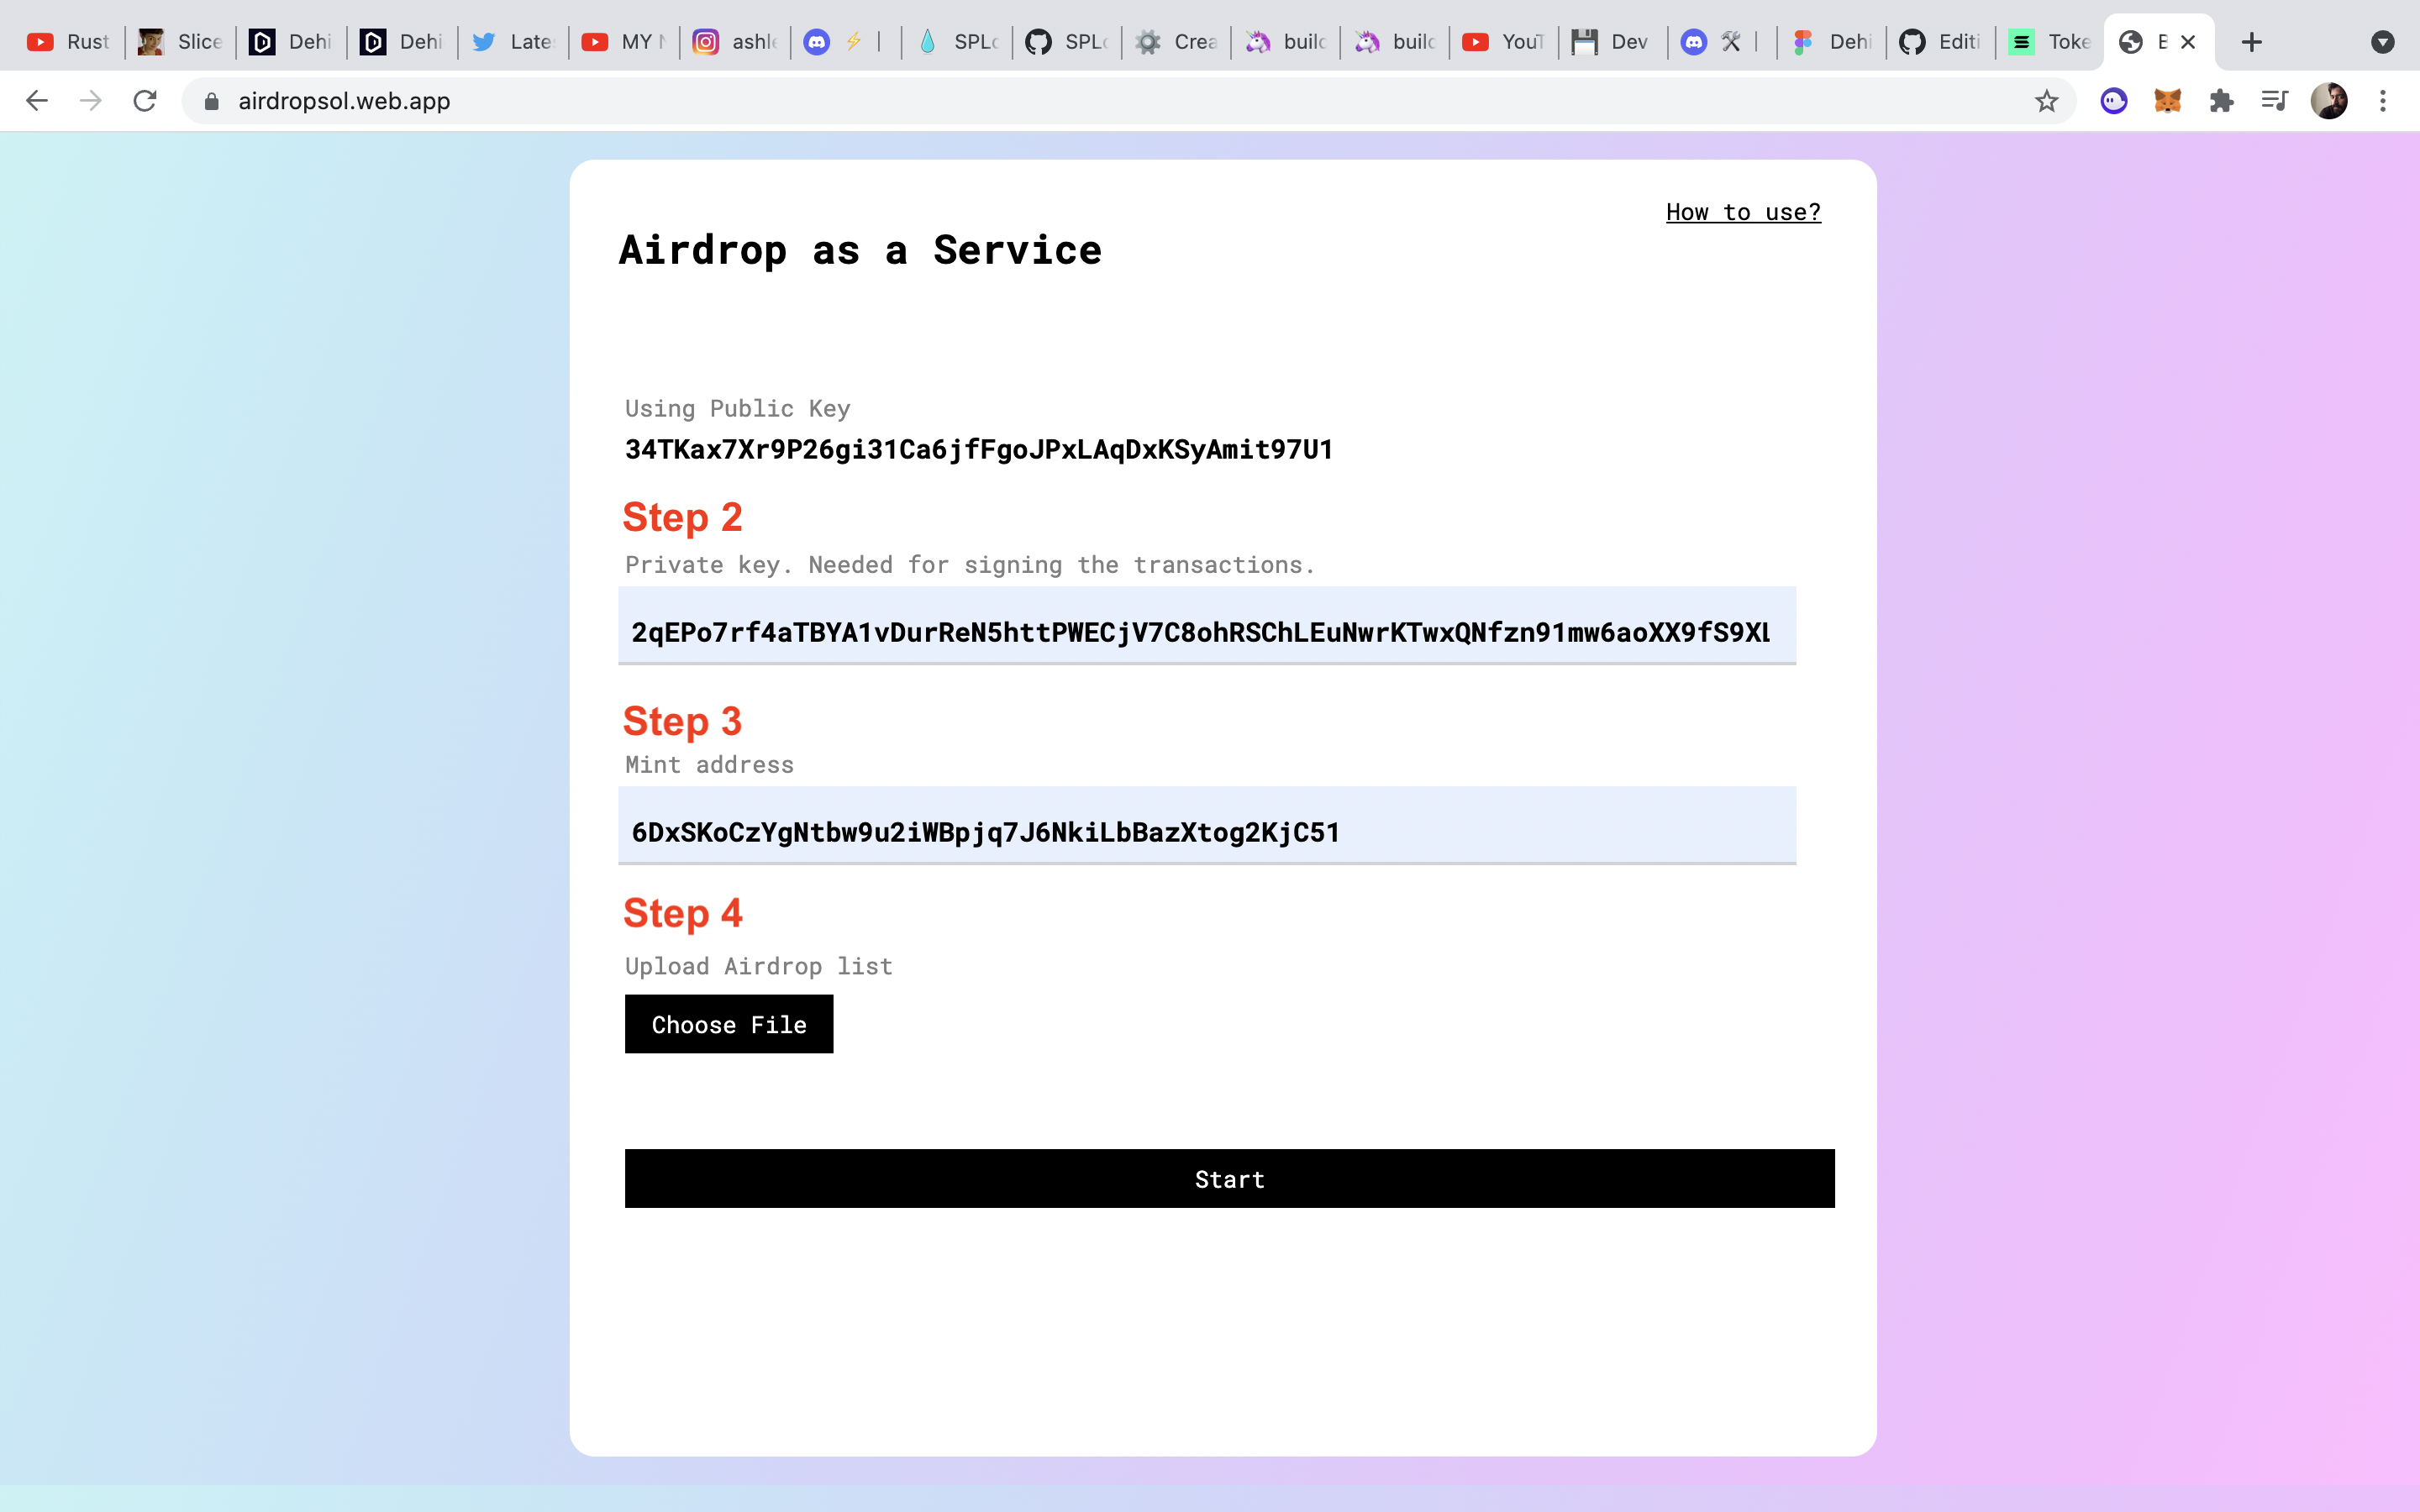 Rust
Slice
Dehi
Dehi
Late
MY
ashle
SPL
SPL
Crea
build
build
YouT
Dev
Dehi
Editi
Toke
airdropsol.web.app
How to use?
Airdrop as a Service
Using Public Key
34TKax7Xr9P26gi31Ca6jfFgoJPxLAqDxKSyAmit97U1
Step 2
Private key. Needed for signing the transactions.
2qEPo7rf4aTBYA1vDurReN5httPWECjV7C8ohRSChLEuNwrKTwxQNfzn91mw6aoXX9fS9XL
Step 3
Mint address
6DxSKoCzYgNtbw9u2iWBpjq7J6NkiLbBazXtog2KjC51
Step 4
Upload Airdrop list
Choose File
Start